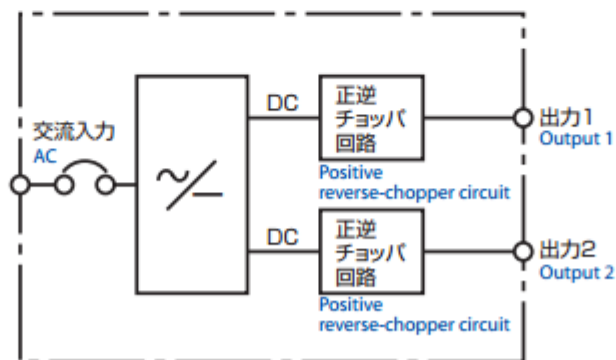 交流入力
AC
DC
正逆
チョッパ
回路
Positive
reverse-chopper circuit
出力1
Output 1
DC
正逆
チョッパ
回路
Positive
reverse-chopper circuit
出力2
Output 2